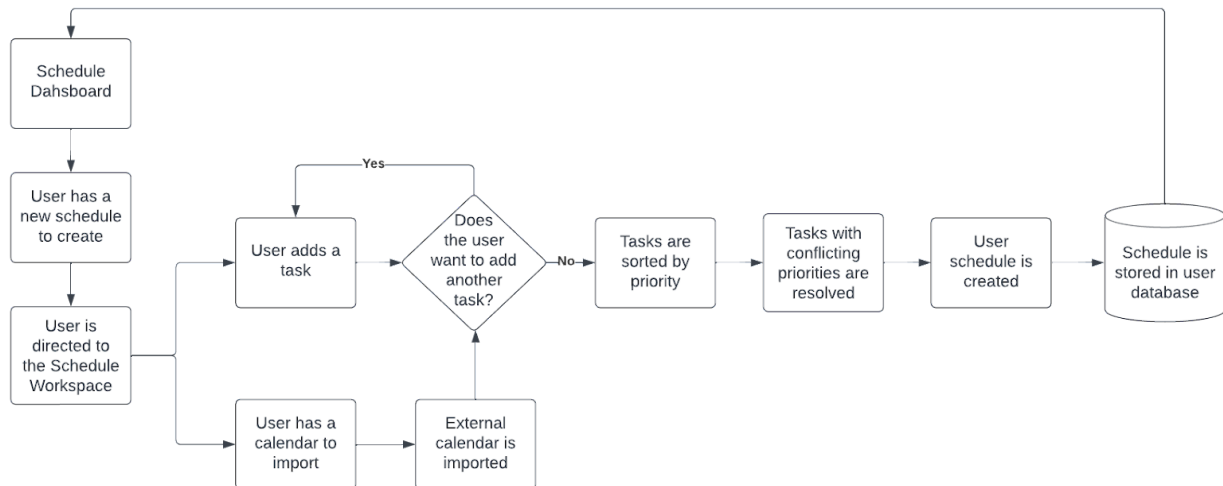 Schedule
Dahsboard
User has a
new schedule
to create
User is
directed to
the Schedule
Workspace
Yes
User adds a
task
Does
the user
want to add
another
task?
No
Tasks are
sorted by
priority
Tasks with
conflicting
priorities are
resolved
User
schedule is
created
Schedule is
stored in user
database
User has a
calendar to
import
External
calendar is
imported